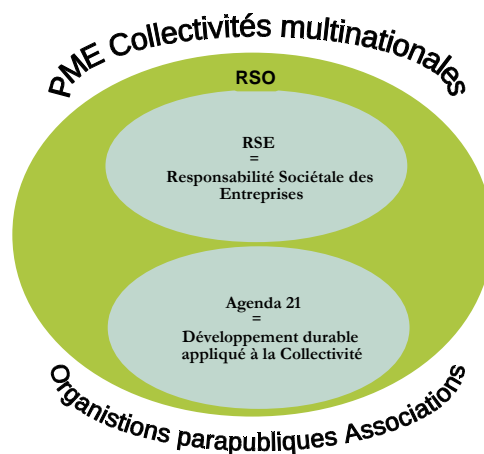 PME Collectivités multinationales
RSO
RSE
=
Responsabilité Sociétale des
Entreprises
Agenda 21
=
Développement durable
appliqué à la Collectivité
Organistions parapubliques Associations